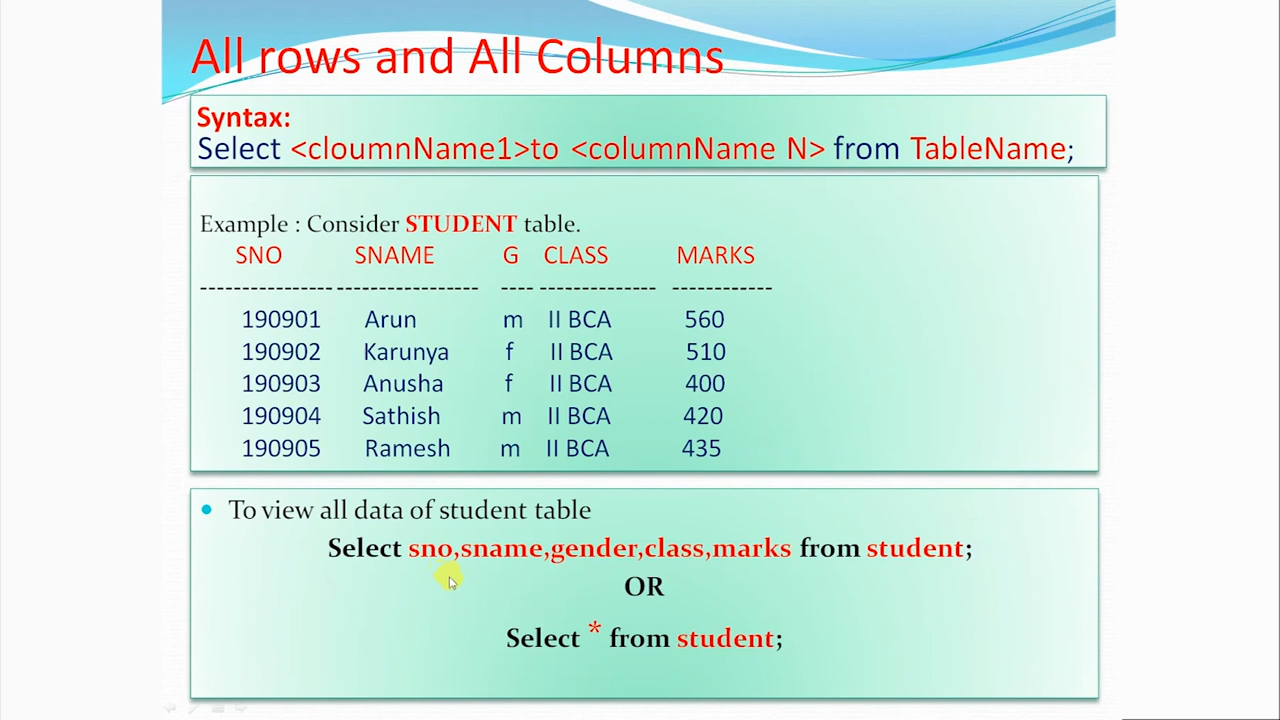 All rows and All Columns
Syntax:
Select <cloumnName1>to <columnName N> from TableName;
Example : Consider STUDENT table.
SNO SNAME G CLASS MARKS
---------------- ----------------- ---- -------------- ------------
190901 Arun m II BCA 560
190902 Karunya f II BCA 510
190903 Anusha f II BCA 400
190904 Sathish m II BCA 420
190905 Ramesh m II BCA 435
• To view all data of student table
Select sno,sname,gender,class,marks from student;
OR
Select * from student;